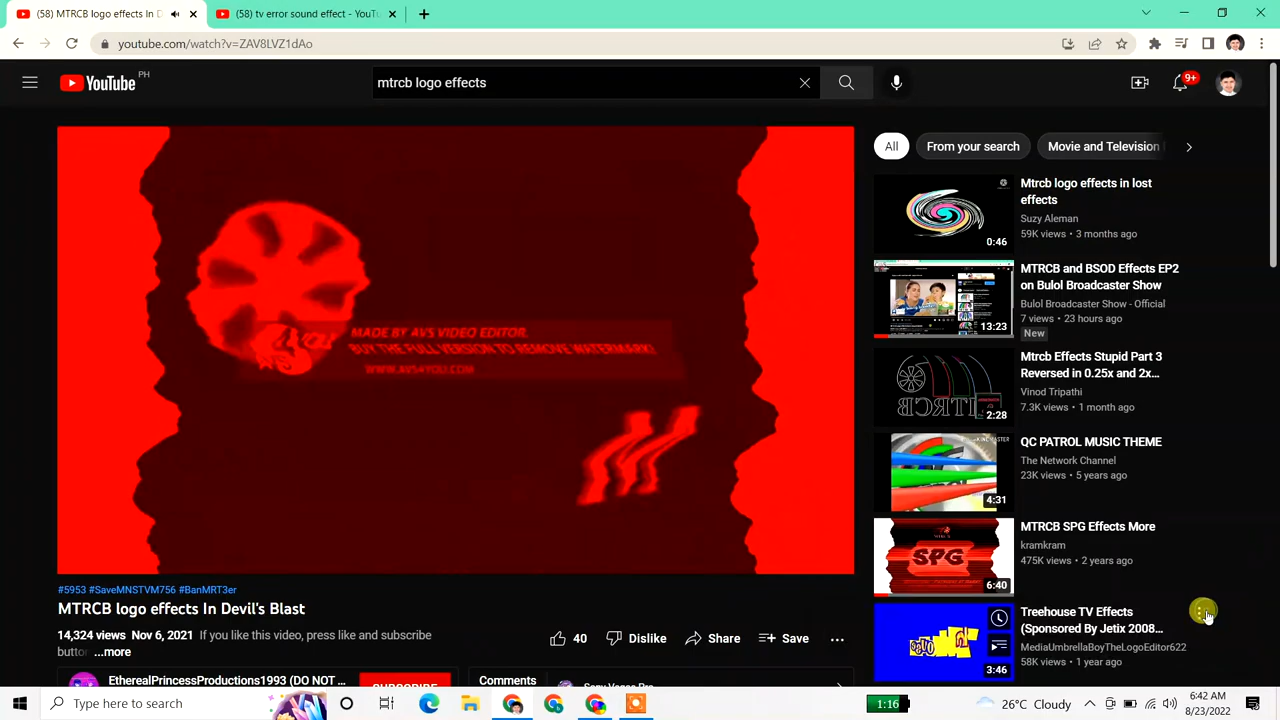 (58) MTRCB logo effects In D
(58) tv error sound effect - YouTu
youtube.com/watch?v=ZAV8LVZ1dAo
YouTube PH
mtrcb logo effects
9+
All
From your search
Movie and Television
MADE BY AVS VIDEO EDITOR.
BUY THE FULL VERSION TO REMOVE WATERMARK!
WWW.AVS4YOU.COM
Mtrcb logo effects in lost
effects
Suzy Aleman
59K views • 3 months ago
0:46
MTRCB and BSOD Effects EP2
on Bulol Broadcaster Show
Bulol Broadcaster Show - Official
7 views • 23 hours ago
New
13:23
Mtrcb Effects Stupid Part 3
Reversed in 0.25x and 2x...
Vinod Tripathi
7.3K views • 1 month ago
MTRCB
2:28
QC PATROL MUSIC THEME
The Network Channel
23K views • 5 years ago
4:31
MTRCB SPG Effects More
kramkram
475K views • 2 years ago
SPG
6:40
Treehouse TV Effects
(Sponsored By Jetix 2008...
MediaUmbrellaBoyTheLogoEditor622
58K views • 1 year ago
3:46
#5953 #SaveMNSTVM756 #BanMRT3er
MTRCB logo effects In Devil's Blast
14,324 views Nov 6, 2021 If you like this video, press like and subscribe
button ...more
40
Dislike
Share
Save
EtherealPrincessProductions1993(DO NOT ...
SUBSCRIBE
Comments
Sony Vegas Pro
Type here to search
1:16
26°C Cloudy
6:42 AM
8/23/2022